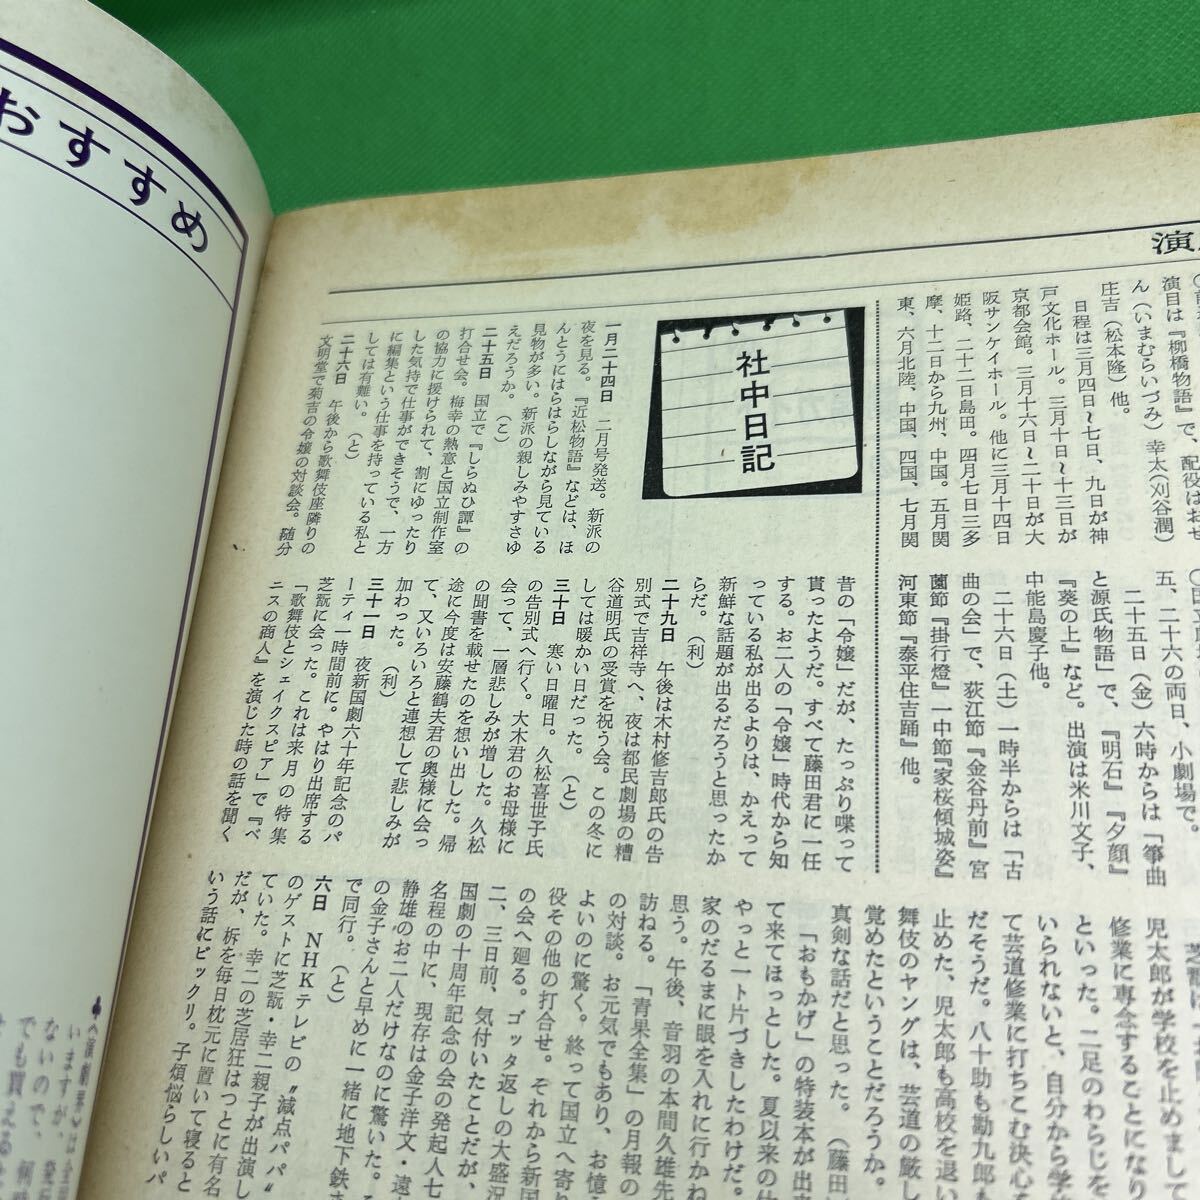 おすすめ
演
演目は『柳橋物語』で、配役はおせ
ん(いまむらいづみ)幸太(刈谷潤)
庄吉(松本隆)他。
日程は三月四日〜七日、九日が神
戸文化ホール。三月十日〜十三日が
京都会館。三月十六日〜二十日が大
阪サンケイホール。他に三月十四日
姫路、二十二日島田。四月七日三多
摩、十二日から九州、中国。五月関
東、六月北陸、中国、四国、七月関
五、二十六の両日、小劇場で。
二十五日(金)六時からは「箏曲
と源氏物語」で、『明石』『夕顔』
『葵の上』など。出演は米川文子、
中能島慶子他。
二十六日(土)一時半からは「古
曲の会」で、荻江節『金谷丹前』宮
薗節『掛行燈』一中節『家桜傾城姿』
河東節『泰平住吉踊』他。
社中日記
一月二十四日 二月号発送。新派の
夜を見る。『近松物語』などは、ほ
んとうにはらはらしながら見ている
見物が多い。新派の親しみやすさゆ
えだろうか。(こ)
二十五日 国立で『しらぬひ譚』の
打合せ会。梅幸の熱意と国立制作室
の協力に援けられて、割にゆったり
した気持で仕事ができそうで、一方
に編集という仕事を持っている私と
しては有難い。(と)
二十六日 午後から歌舞伎座隣りの
文明堂で菊吉の令嬢の対談会。随分
昔の「令嬢」だが、たっぷり喋って
貰ったようだ。すべて藤田君に一任
する。お二人の「令嬢」時代から知
っている私が出るよりは、かえって
新鮮な話題が出るだろうと思ったか
らだ。(利)
二十九日 午後は木村修吉郎氏の告
別式で吉祥寺へ、夜は都民劇場の糟
谷道明氏の受賞を祝う会。この冬に
しては暖かい日だった。(と)
三十日 寒い日曜日。久松喜世子氏
の告別式へ行く。大木君のお母様に
会って、一層悲しみが増した。久松
の聞書を載せたのを想い出した。帰
途に今度は安藤鶴夫君の奥様に会っ
て、又いろいろと連想して悲しみが
加わった。(利)
三十一日 夜新国劇六十年記念のパ
ーティ一時間前に。やはり出席する
芝翫に会った。これは来月の特集
「歌舞伎とシェイクスピア」で『ベ
ニスの商人』を演じた時の話を聞く
児太郎が学校を止めまして
修業に専念することになり
といった。二足のわらじを
いられないと、自分から学
て芸道修業に打ちこむ決心
だそうだ。八十助も勘九郎も
止めた、児太郎も高校を退い
舞伎のヤングは、芸道の厳し
覚めたということだろうか。
真剣な話だと思った。(藤田
「おもかげ」の特装本が出来
て来てほっとした。夏以来の仕
やっと一ト片づきしたわけだ。
家のだるまに眼を入れに行かね
思う。午後、音羽の本間久雄先
訪ねる。「青果全集」の月報の
の対談。お元気でもあり、お憶
よいのに驚く。終って国立へ寄り
役その他の打合せ。それから新国
の会へ廻る。ゴッタ返しの大盛況
二、三日前、気付いたことだが、
国劇の十周年記念の会の発起人七
名程の中に、現存は金子洋文・遠
静雄のお二人だけなのに驚いた。
の金子さんと早めに一緒に地下鉄
で同行。(と)
六日 NHKテレビの〝減点パパ〟
のゲストに芝翫・幸二親子が出演し
ていた。幸二の芝居狂はつとに有名
だが、柝を毎日枕元に置いて寝ると
いう話にビックリ。子煩悩らしいパ
♣〈演劇界〉は全
いますが、発
ないので、
でも買える